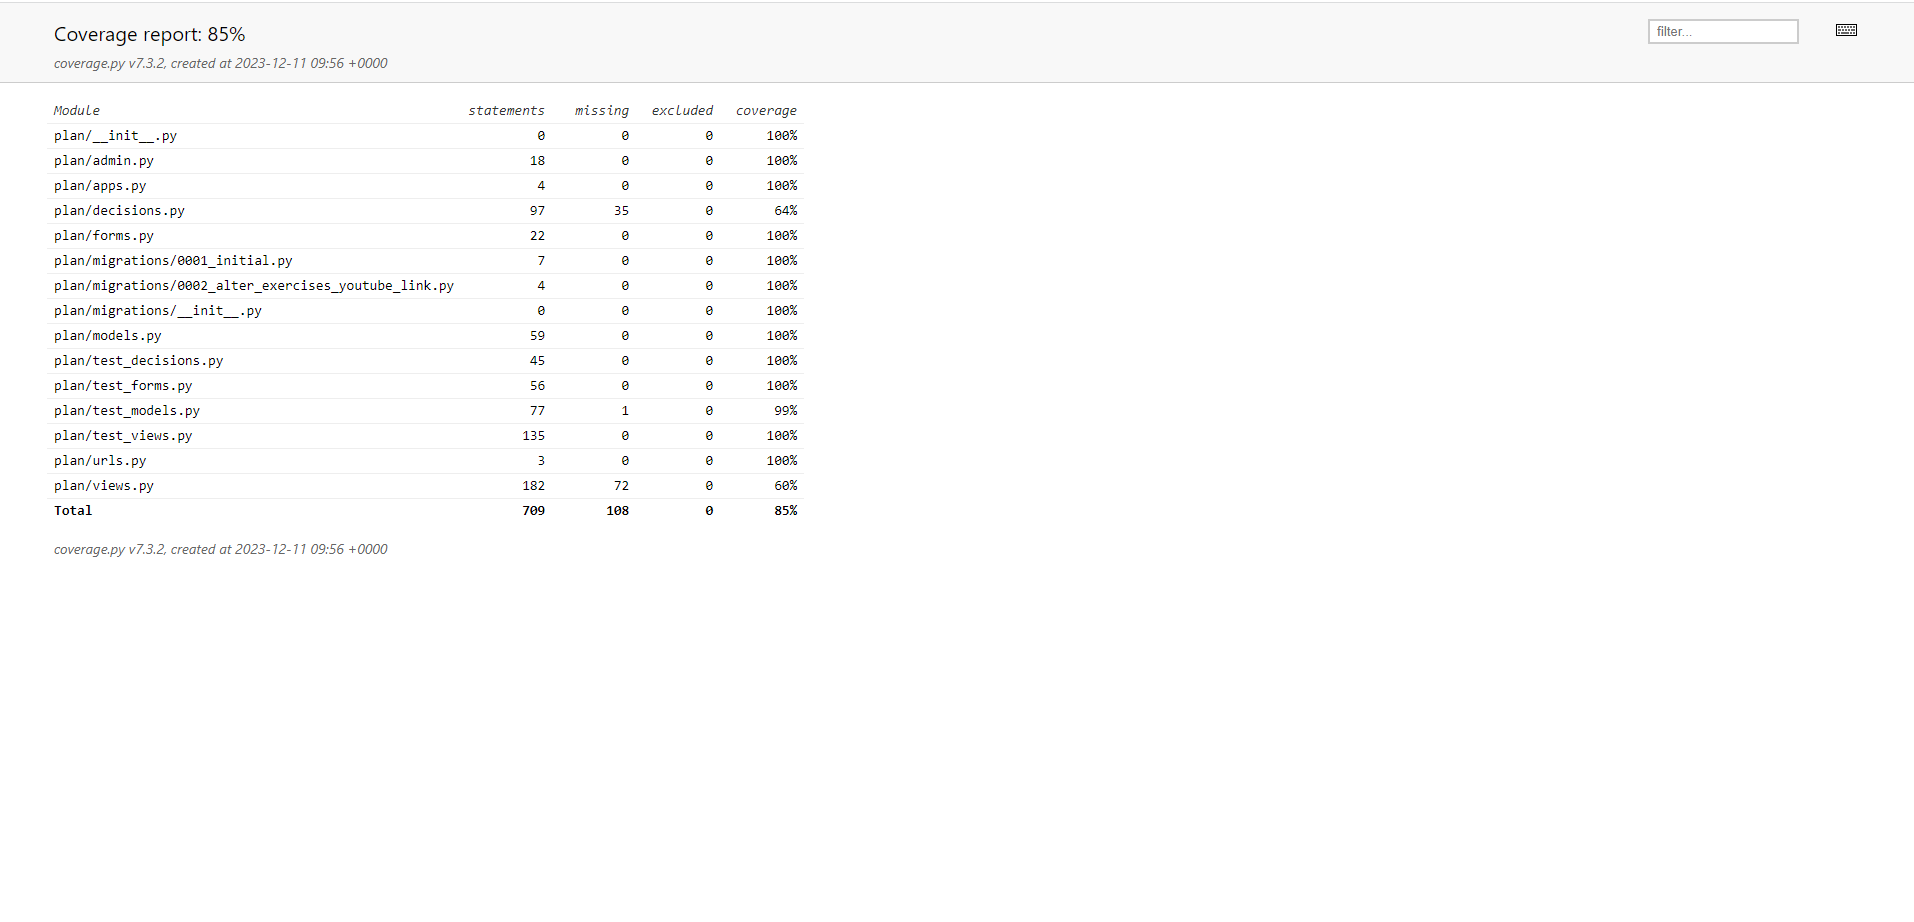 Coverage report: 85%
filter...
coverage.py v7.3.2, created at 2023-12-11 09:56 +0000
Module statements missing excluded coverage
plan/__init__.py 0 0 0 100%
plan/admin.py 18 0 0 100%
plan/apps.py 4 0 0 100%
plan/decisions.py 97 35 0 64%
plan/forms.py 22 0 0 100%
plan/migrations/0001_initial.py 7 0 0 100%
plan/migrations/0002_alter_exercises_youtube_link.py 4 0 0 100%
plan/migrations/__init__.py 0 0 0 100%
plan/models.py 59 0 0 100%
plan/test_decisions.py 45 0 0 100%
plan/test_forms.py 56 0 0 100%
plan/test_models.py 77 1 0 99%
plan/test_views.py 135 0 0 100%
plan/urls.py 3 0 0 100%
plan/views.py 182 72 0 60%
Total 709 108 0 85%
coverage.py v7.3.2, created at 2023-12-11 09:56 +0000